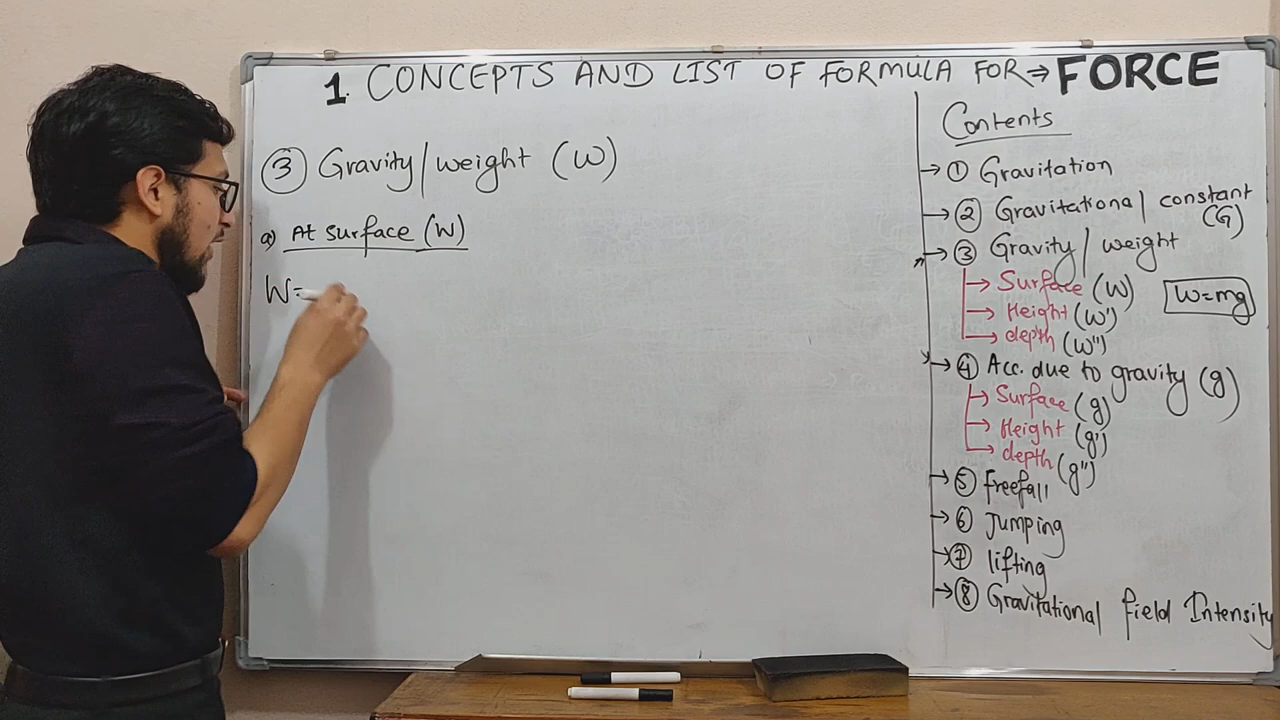 1. CONCEPTS AND LIST OF FORMULA FOR → FORCE
③ Gravity/weight (W)
a) At surface (W)
W=
Contents
→ ① Gravitation
→ ② Gravitational constant
(G)
→ ③ Gravity/weight
→ Surface (W)
W=mg
→ Height (W')
→ depth (W")
→ ④ Acc. due to gravity (g)
→ Surface (g)
→ Height (g')
→ depth (g")
→ ⑤ freefall
→ ⑥ Jumping
→ ⑦ lifting
→ ⑧ Gravitational field Intensity